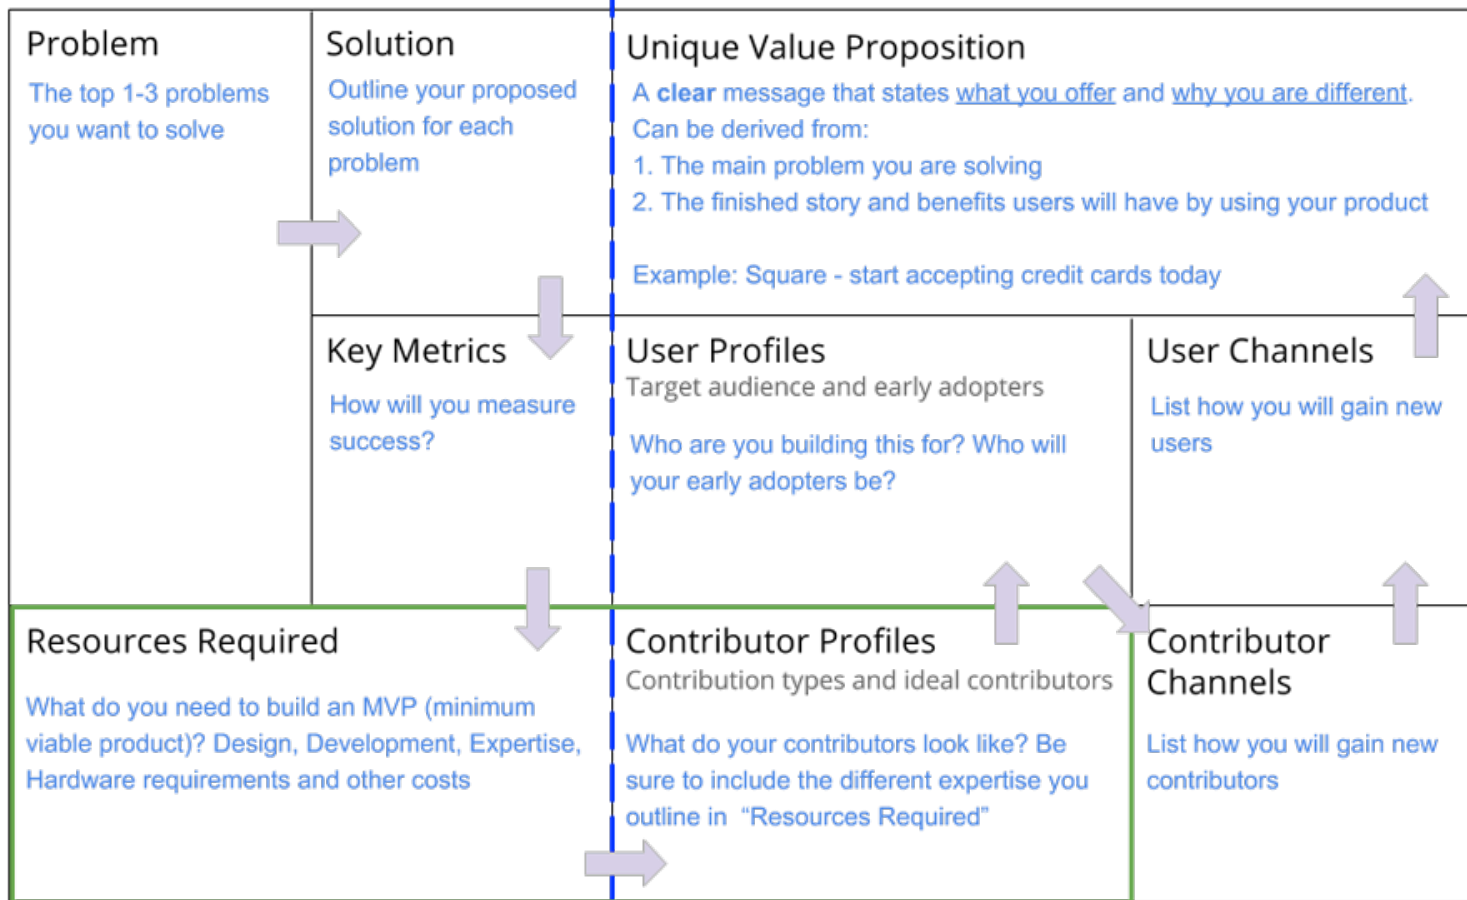 Problem
The top 1-3 problems
you want to solve
Solution
Outline your proposed
solution for each
problem
Unique Value Proposition
A clear message that states what you offer and why you are different.
Can be derived from:
1. The main problem you are solving
2. The finished story and benefits users will have by using your product
Example: Square - start accepting credit cards today
Key Metrics
How will you measure
success?
User Profiles
Target audience and early adopters
Who are you building this for? Who will
your early adopters be?
User Channels
List how you will gain new
users
Resources Required
What do you need to build an MVP (minimum
viable product)? Design, Development, Expertise,
Hardware requirements and other costs
Contributor Profiles
Contribution types and ideal contributors
What do your contributors look like? Be
sure to include the different expertise you
outline in “Resources Required”
Contributor
Channels
List how you will gain new
contributors